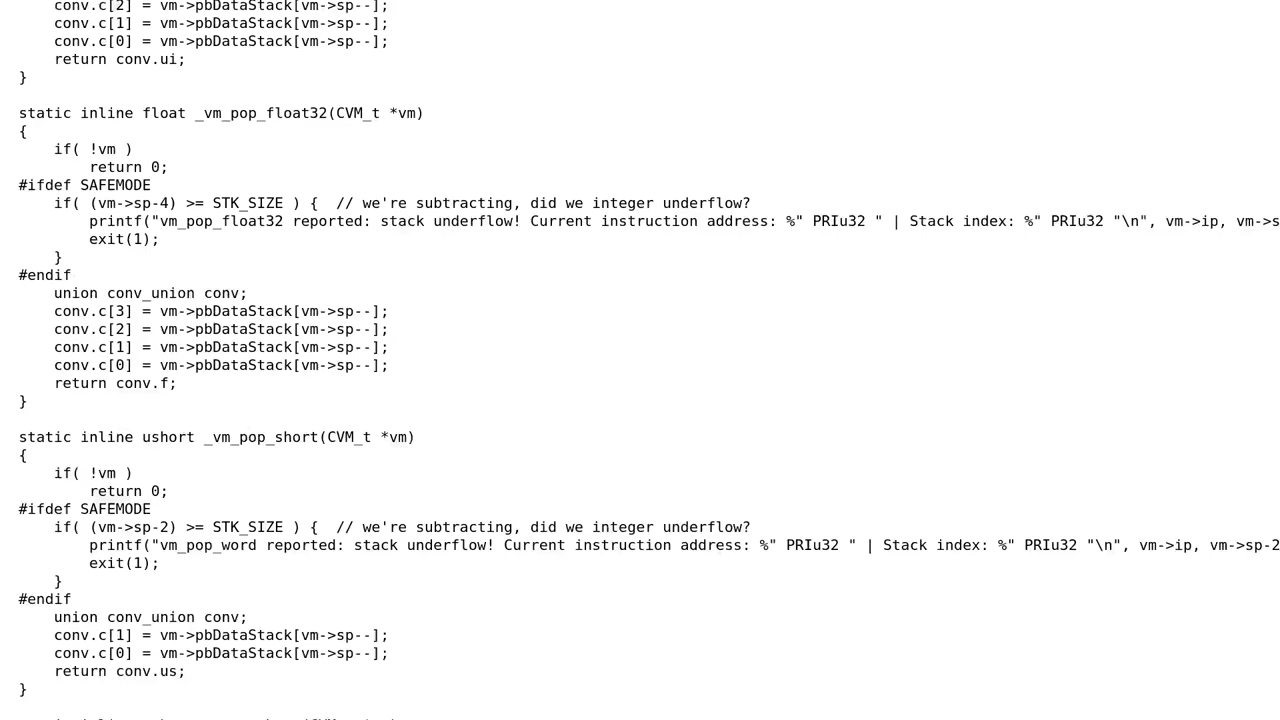 conv.c[2] = vm->pbDataStack[vm->sp--];
    conv.c[1] = vm->pbDataStack[vm->sp--];
    conv.c[0] = vm->pbDataStack[vm->sp--];
    return conv.ui;
}

static inline float _vm_pop_float32(CVM_t *vm)
{
    if( !vm )
        return 0;
#ifdef SAFEMODE
    if( (vm->sp-4) >= STK_SIZE ) {  // we're subtracting, did we integer underflow?
        printf("vm_pop_float32 reported: stack underflow! Current instruction address: %" PRIu32 " | Stack index: %" PRIu32 "\n", vm->ip, vm->s
        exit(1);
    }
#endif
    union conv_union conv;
    conv.c[3] = vm->pbDataStack[vm->sp--];
    conv.c[2] = vm->pbDataStack[vm->sp--];
    conv.c[1] = vm->pbDataStack[vm->sp--];
    conv.c[0] = vm->pbDataStack[vm->sp--];
    return conv.f;
}

static inline ushort _vm_pop_short(CVM_t *vm)
{
    if( !vm )
        return 0;
#ifdef SAFEMODE
    if( (vm->sp-2) >= STK_SIZE ) {  // we're subtracting, did we integer underflow?
        printf("vm_pop_word reported: stack underflow! Current instruction address: %" PRIu32 " | Stack index: %" PRIu32 "\n", vm->ip, vm->sp-2
        exit(1);
    }
#endif
    union conv_union conv;
    conv.c[1] = vm->pbDataStack[vm->sp--];
    conv.c[0] = vm->pbDataStack[vm->sp--];
    return conv.us;
}